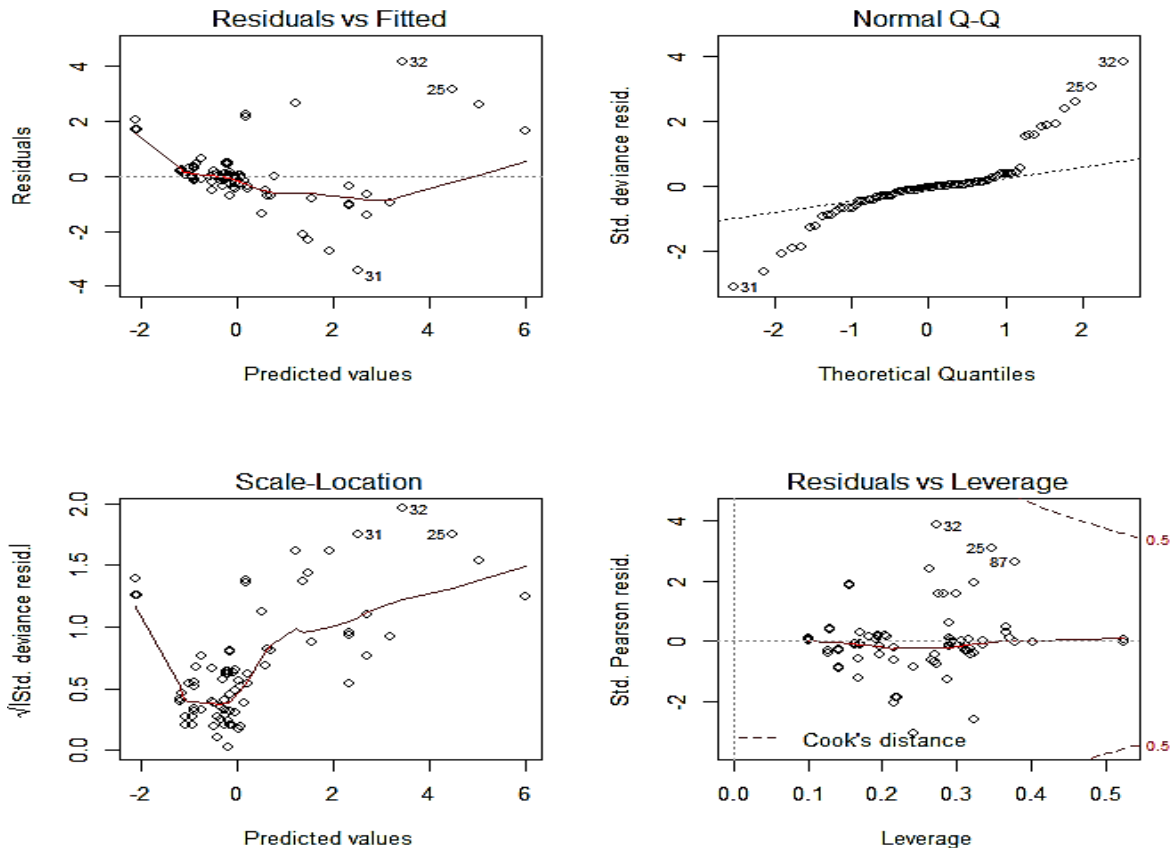 Residuals vs Fitted
Residuals
4
2
0
-2
-4
32
25
31
-2 0 2 4 6
Predicted values
Normal Q-Q
Std. deviance resid.
4
2
0
-2
32
25
31
-2 -1 0 1 2
Theoretical Quantiles
Scale-Location
√|Std. deviance resid.|
2.0
1.5
1.0
0.5
0.0
32
31
25
-2 0 2 4 6
Predicted values
Residuals vs Leverage
Std. Pearson resid.
4
2
0
-2
32
25
87
0.5
0.5
Cook's distance
0.0 0.1 0.2 0.3 0.4 0.5
Leverage